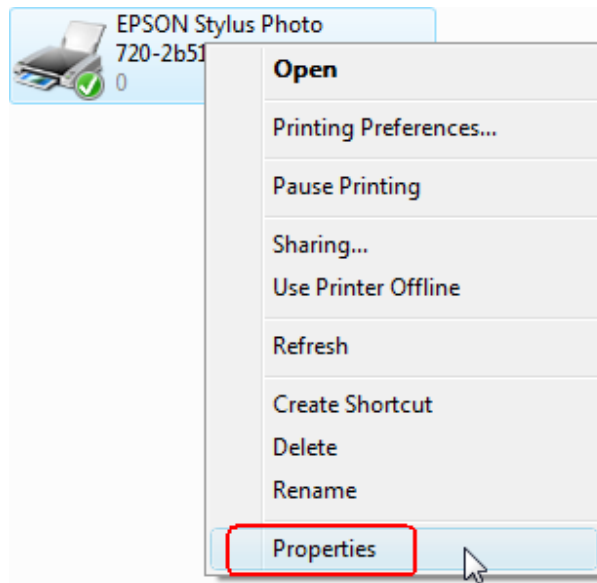 EPSON Stylus Photo
720-2b51
0
Open
Printing Preferences...
Pause Printing
Sharing...
Use Printer Offline
Refresh
Create Shortcut
Delete
Rename
Properties